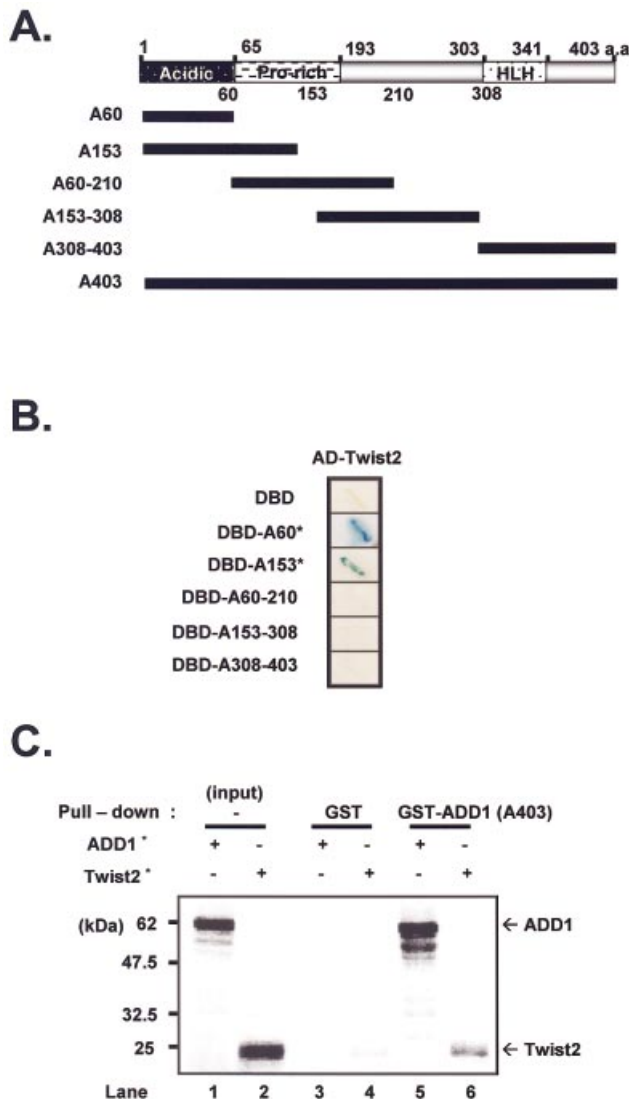 A.
1 65 193 303 341 403 a.a
Acidic Pro-rich HLH
60 153 210 308
A60
A153
A60-210
A153-308
A308-403
A403
B.
AD-Twist2
DBD
DBD-A60*
DBD-A153*
DBD-A60-210
DBD-A153-308
DBD-A308-403
C.
(input)
Pull – down : - GST GST-ADD1 (A403)
ADD1 * + - + - + -
Twist2 * - + - + - +
(kDa) 62 ← ADD1
47.5
32.5
25 ← Twist2
Lane 1 2 3 4 5 6